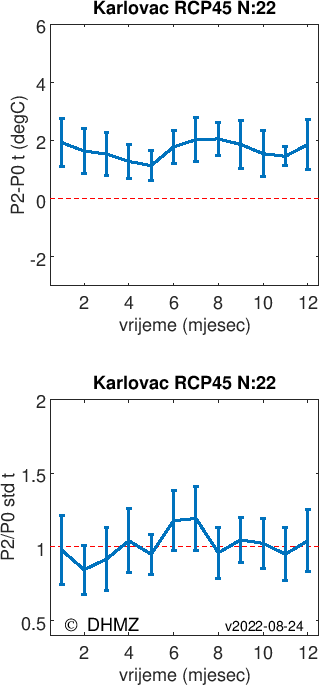 Karlovac RCP45 N:22
6
4
2
0
-2
P2-P0 t (degC)
2 4 6 8 10 12
vrijeme (mjesec)
Karlovac RCP45 N:22
2
1.5
1
0.5
P2/P0 std t
© DHMZ
v2022-08-24
2 4 6 8 10 12
vrijeme (mjesec)